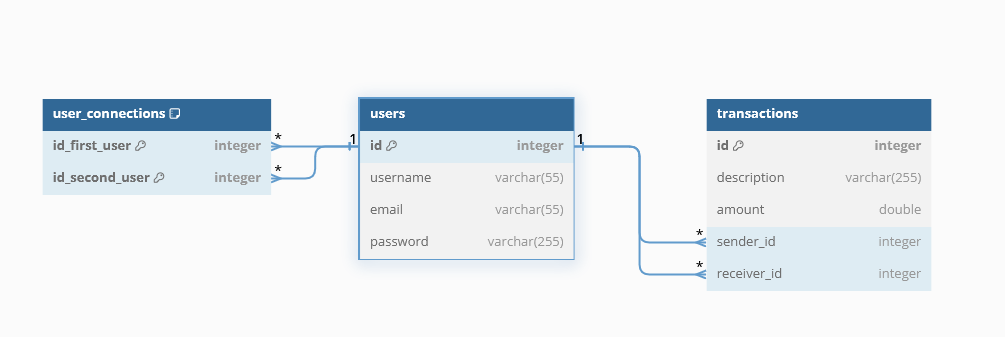 user_connections
id_first_user integer
id_second_user integer
*
*
1
users
id integer
username varchar(55)
email varchar(55)
password varchar(255)
1
*
*
transactions
id integer
description varchar(255)
amount double
sender_id integer
receiver_id integer